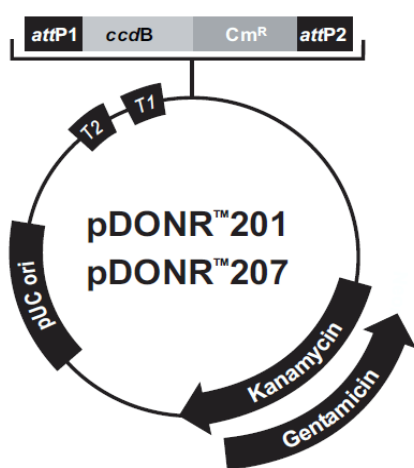 attP1 ccdB Cmᴿ attP2
T2 T1
pDONR™201
pDONR™207
pUC ori
Kanamycin
Gentamicin